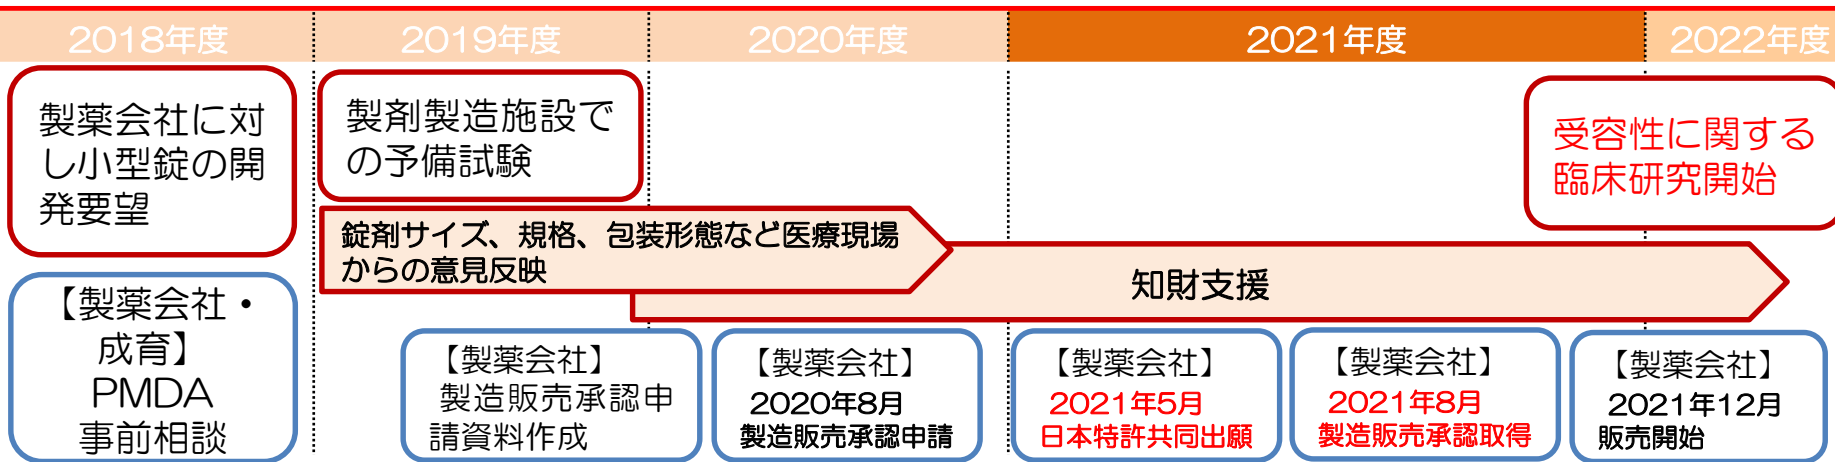 2018年度
2019年度
2020年度
2021年度
2022年度
製薬会社に対
し小型錠の開
発要望
製剤製造施設で
の予備試験
受容性に関する
臨床研究開始
錠剤サイズ、規格、包装形態など医療現場
からの意見反映
知財支援
【製薬会社・
成育】
PMDA
事前相談
【製薬会社】
製造販売承認申
請資料作成
【製薬会社】
2020年8月
製造販売承認申請
【製薬会社】
2021年5月
日本特許共同出願
【製薬会社】
2021年8月
製造販売承認取得
【製薬会社】
2021年12月
販売開始